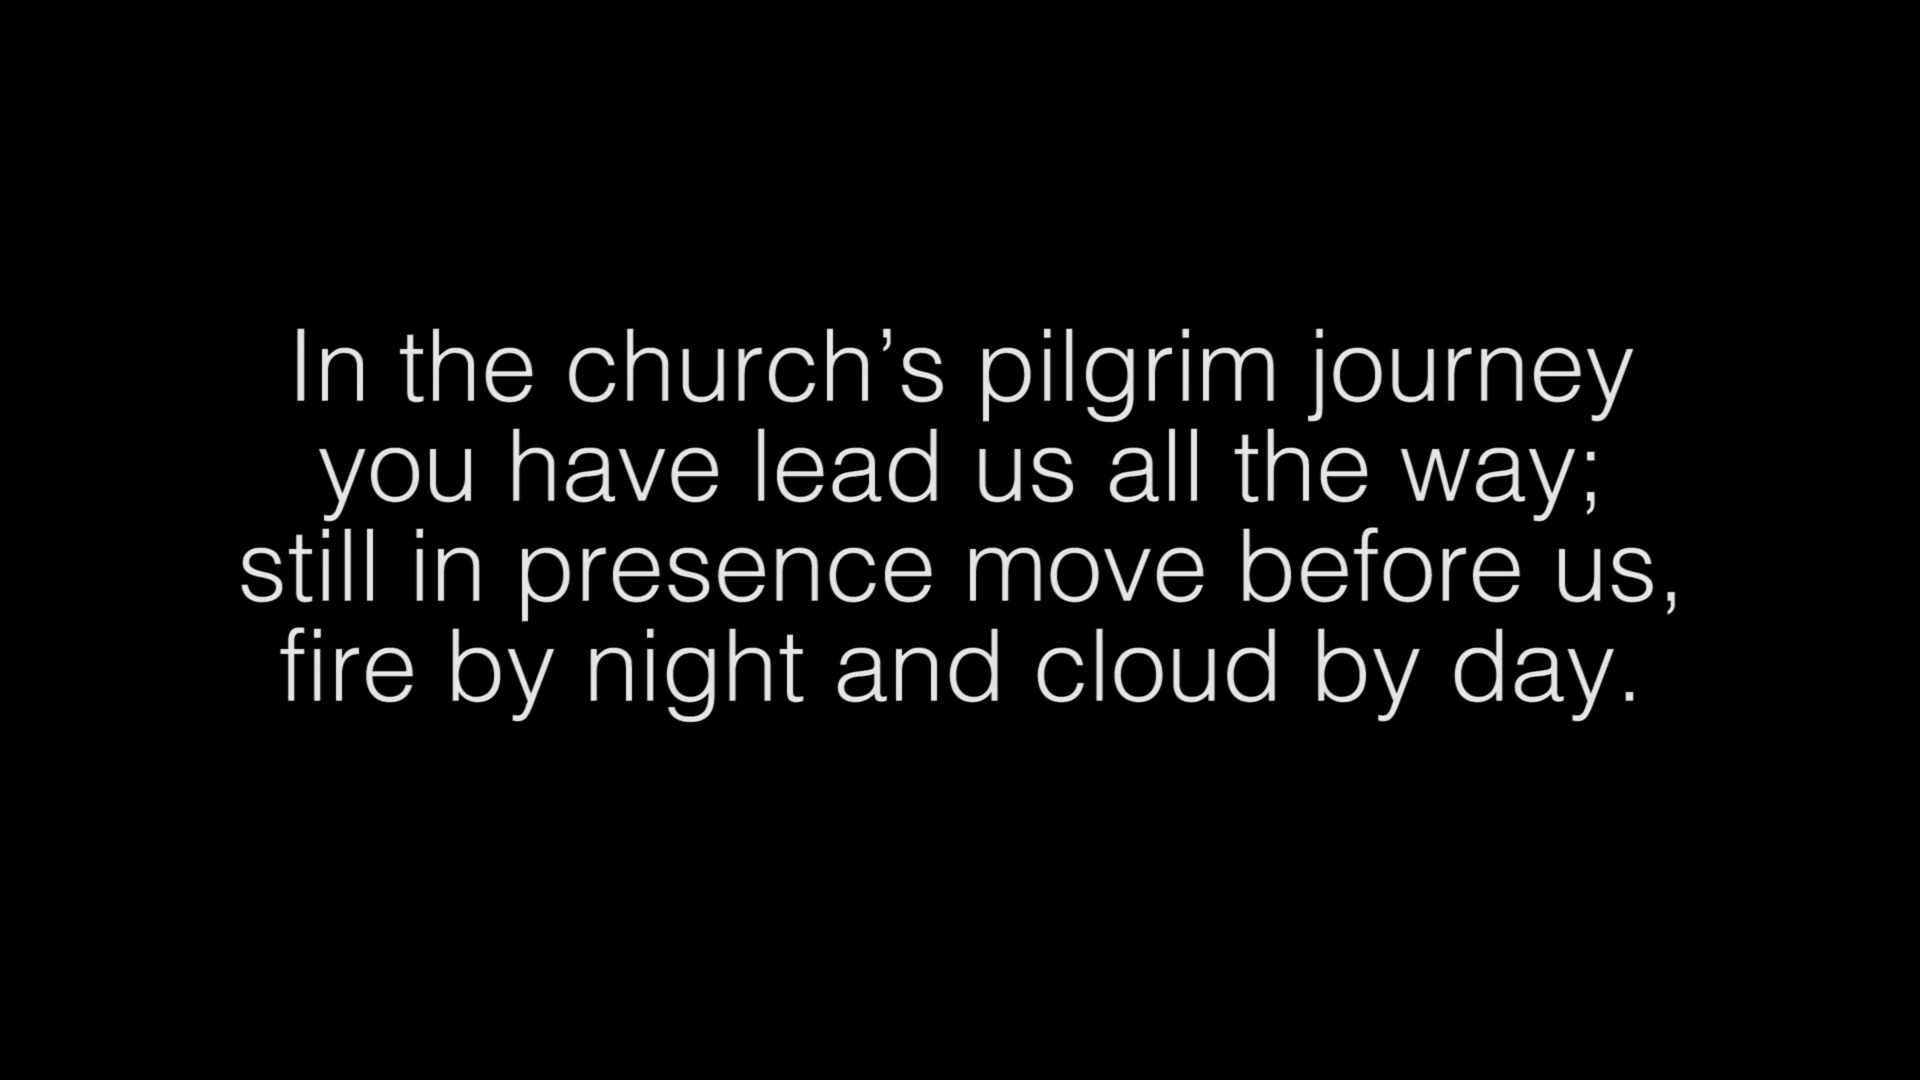 In the church’s pilgrim journey
you have lead us all the way;
still in presence move before us,
fire by night and cloud by day.